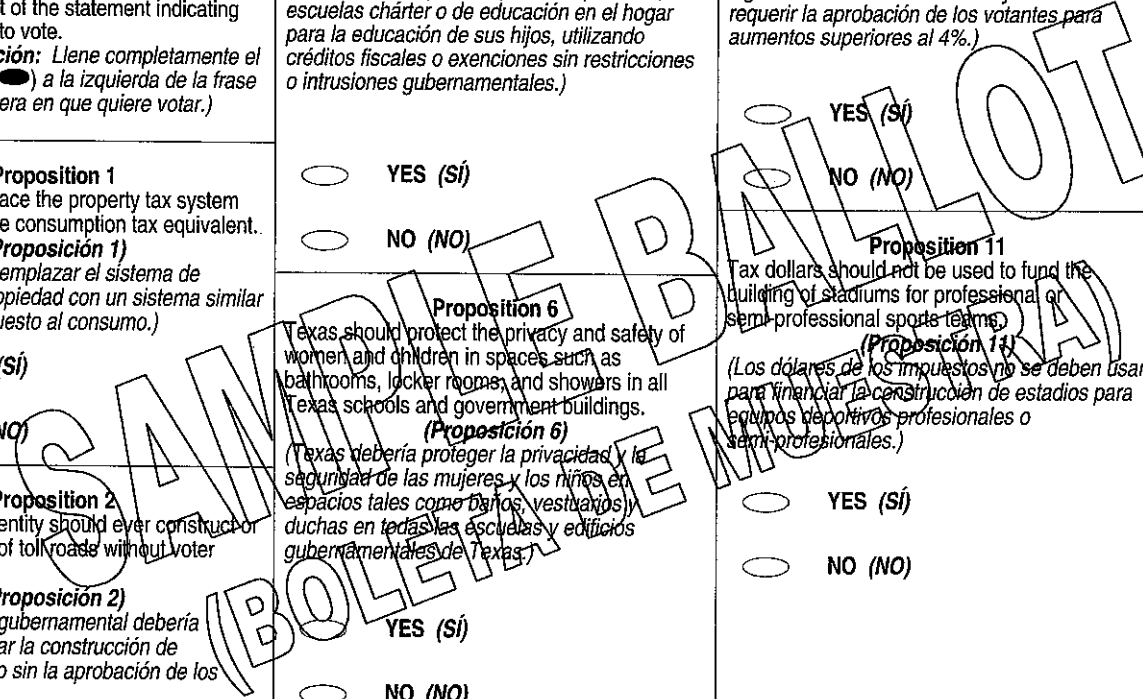 t of the statement indicating
to vote.
ción: Llene completamente el
) a la izquierda de la frase
era en que quiere votar.)
Proposition 1
ace the property tax system
e consumption tax equivalent.
Proposición 1)
emplazar el sistema de
opiedad con un sistema similar
uesto al consumo.)
(SÍ)
NO)
Proposition 2
entity should ever construct or
of toll roads without voter
Proposición 2)
gubernamental debería
ar la construcción de
o sin la aprobación de los
escuelas chárter o de educación en el hogar
para la educación de sus hijos, utilizando
créditos fiscales o exenciones sin restricciones
o intrusiones gubernamentales.)
YES (SÍ)
NO (NO)
Proposition 6
Texas should protect the privacy and safety of
women and children in spaces such as
bathrooms, locker rooms, and showers in all
Texas schools and government buildings.
(Proposición 6)
(Texas debería proteger la privacidad y la
seguridad de las mujeres y los niños en
espacios tales como baños, vestuarios y
duchas en todas las escuelas y edificios
gubernamentales de Texas.)
YES (SÍ)
NO (NO)
requerir la aprobación de los votantes para
aumentos superiores al 4%.)
YES (SÍ)
NO (NO)
Proposition 11
Tax dollars should not be used to fund the
building of stadiums for professional or
semi-professional sports teams.
(Proposición 11)
(Los dólares de los impuestos no se deben usar
para financiar la construcción de estadios para
equipos deportivos profesionales o
semi-profesionales.)
YES (SÍ)
NO (NO)
SAMPLE BALLOT
(BOLETA DE MUESTRA)